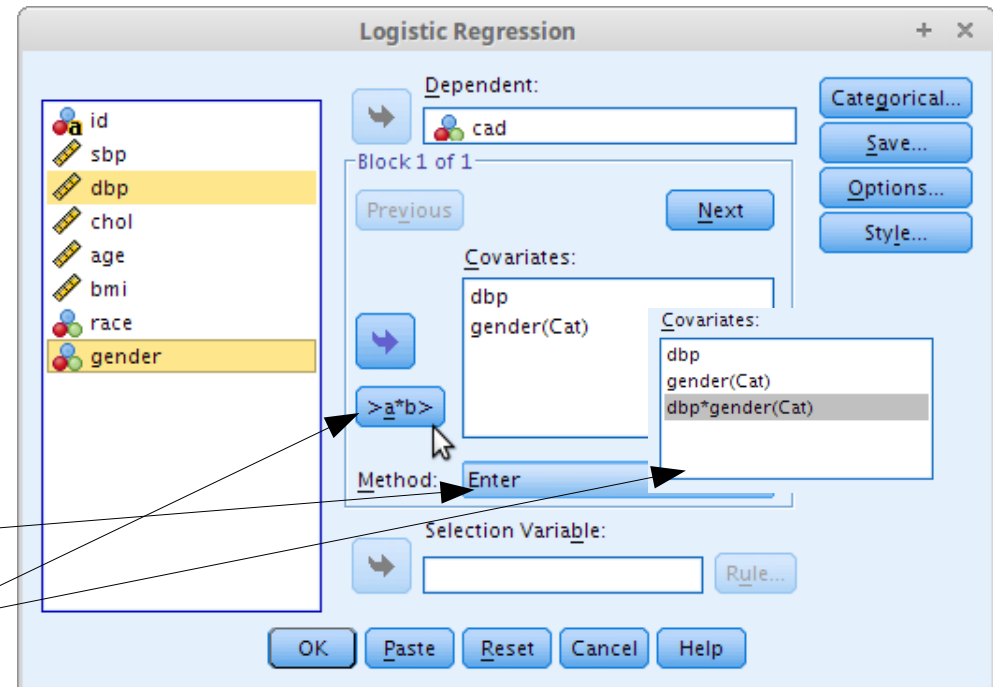 Logistic Regression
id
sbp
dbp
chol
age
bmi
race
gender
Dependent:
cad
Block 1 of 1
Previous
Next
Covariates:
dbp
gender(Cat)
>a*b>
Covariates:
dbp
gender(Cat)
dbp*gender(Cat)
Method:
Enter
Selection Variable:
Rule...
Categorical...
Save...
Options...
Style...
OK
Paste
Reset
Cancel
Help